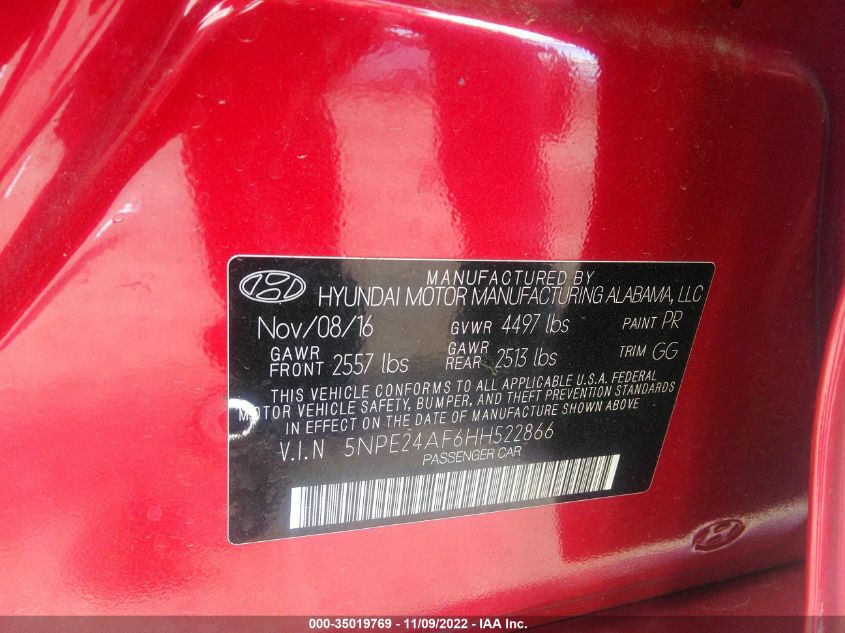 MANUFACTURED BY
HYUNDAI MOTOR MANUFACTURING ALABAMA, LLC
Nov/08/16 GVWR 4497 lbs PAINT PR
GAWR FRONT 2557 lbs GAWR REAR 2513 lbs TRIM GG
THIS VEHICLE CONFORMS TO ALL APPLICABLE U.S.A. FEDERAL
MOTOR VEHICLE SAFETY, BUMPER, AND THEFT PREVENTION STANDARDS
IN EFFECT ON THE DATE OF MANUFACTURE SHOWN ABOVE
V.I.N 5NPE24AF6HH522866
PASSENGER CAR
000-35019769 - 11/09/2022 - IAA Inc.